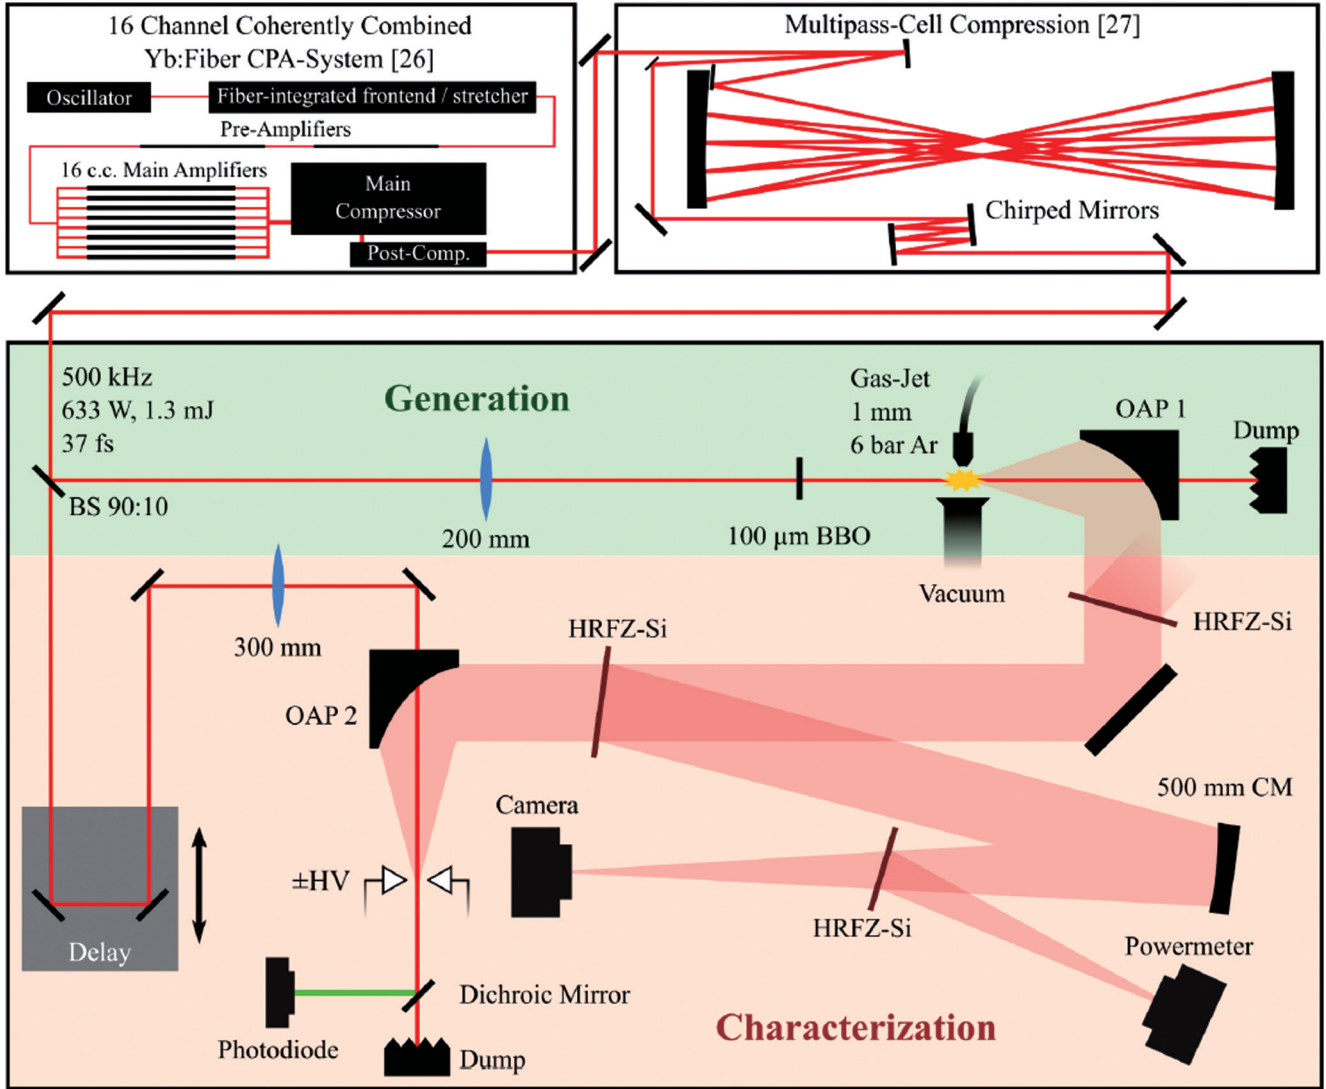 16 Channel Coherently Combined
Yb:Fiber CPA-System [26]
Oscillator
Fiber-integrated frontend / stretcher
Pre-Amplifiers
16 c.c. Main Amplifiers
Main
Compressor
Post-Comp.
Multipass-Cell Compression [27]
Chirped Mirrors
500 kHz
633 W, 1.3 mJ
37 fs
Generation
Gas-Jet
1 mm
6 bar Ar
OAP 1
Dump
BS 90:10
200 mm
100 µm BBO
Vacuum
HRFZ-Si
300 mm
HRFZ-Si
OAP 2
500 mm CM
Camera
±HV
HRFZ-Si
Delay
Powermeter
Dichroic Mirror
Photodiode
Dump
Characterization